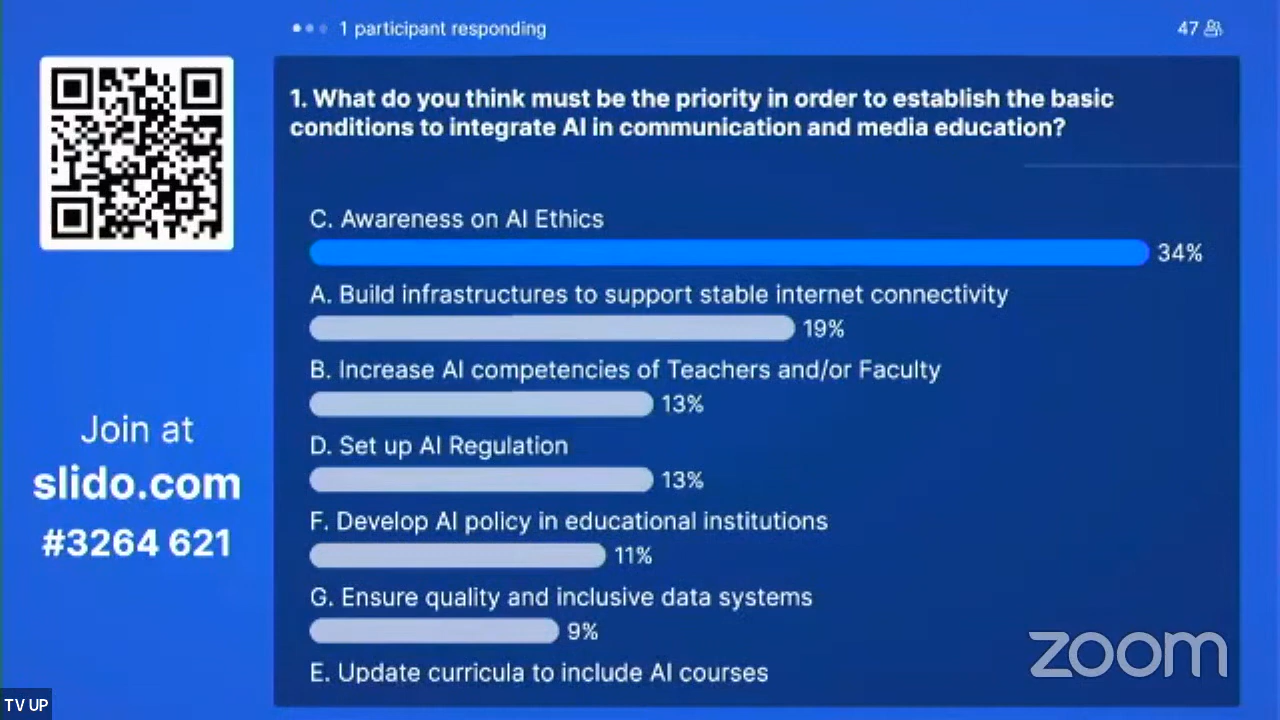 1 participant responding
47
1. What do you think must be the priority in order to establish the basic
conditions to integrate AI in communication and media education?
C. Awareness on AI Ethics
34%
A. Build infrastructures to support stable internet connectivity
19%
B. Increase AI competencies of Teachers and/or Faculty
13%
D. Set up AI Regulation
13%
F. Develop AI policy in educational institutions
11%
G. Ensure quality and inclusive data systems
9%
E. Update curricula to include AI courses
Join at
slido.com
#3264 621
zoom
TV UP